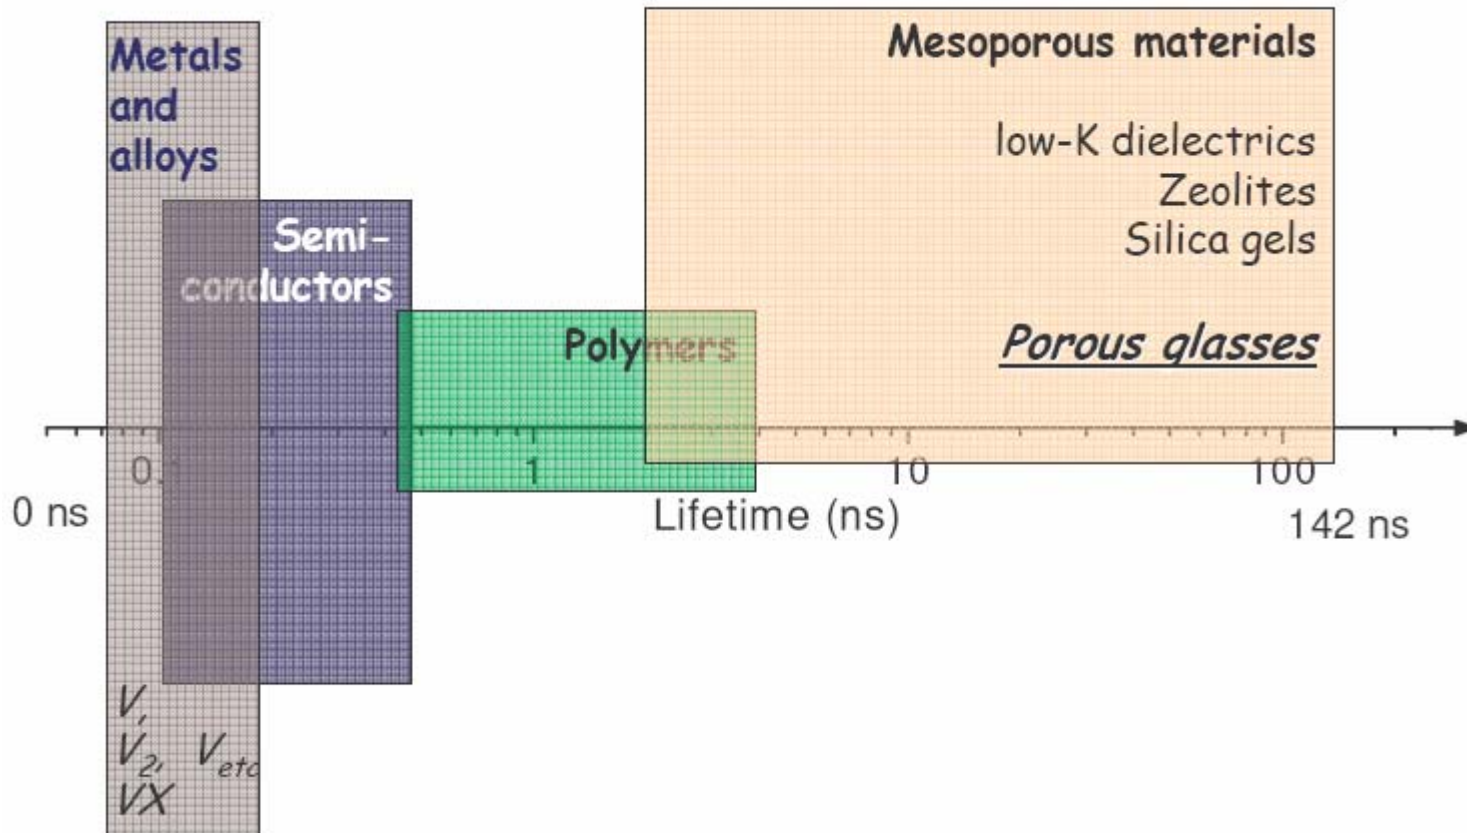 Metals
and
alloys
Semi-
conductors
Polymers
Mesoporous materials
low-K dielectrics
Zeolites
Silica gels
Porous glasses
0.
1
10
100
0 ns
Lifetime (ns)
142 ns
V,
V2, Vetc
VX